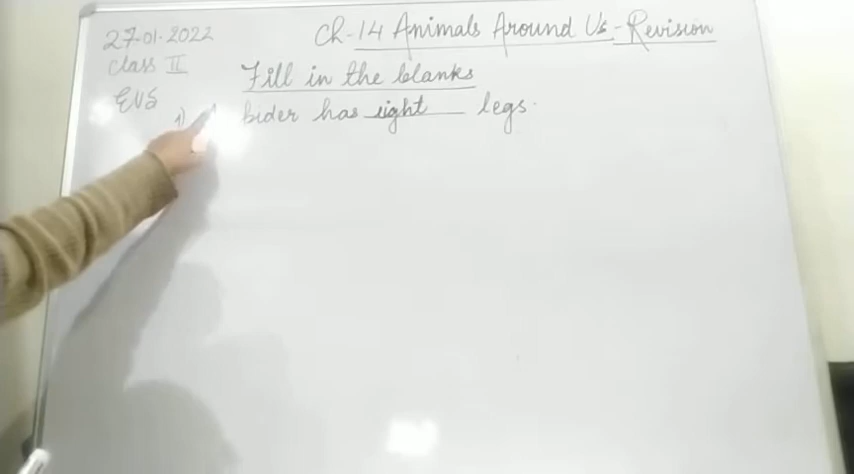 27-01-2022
Ch-14 Animals Around Us - Revision
Class II
Fill in the blanks
EVS
1) bider has eight legs.